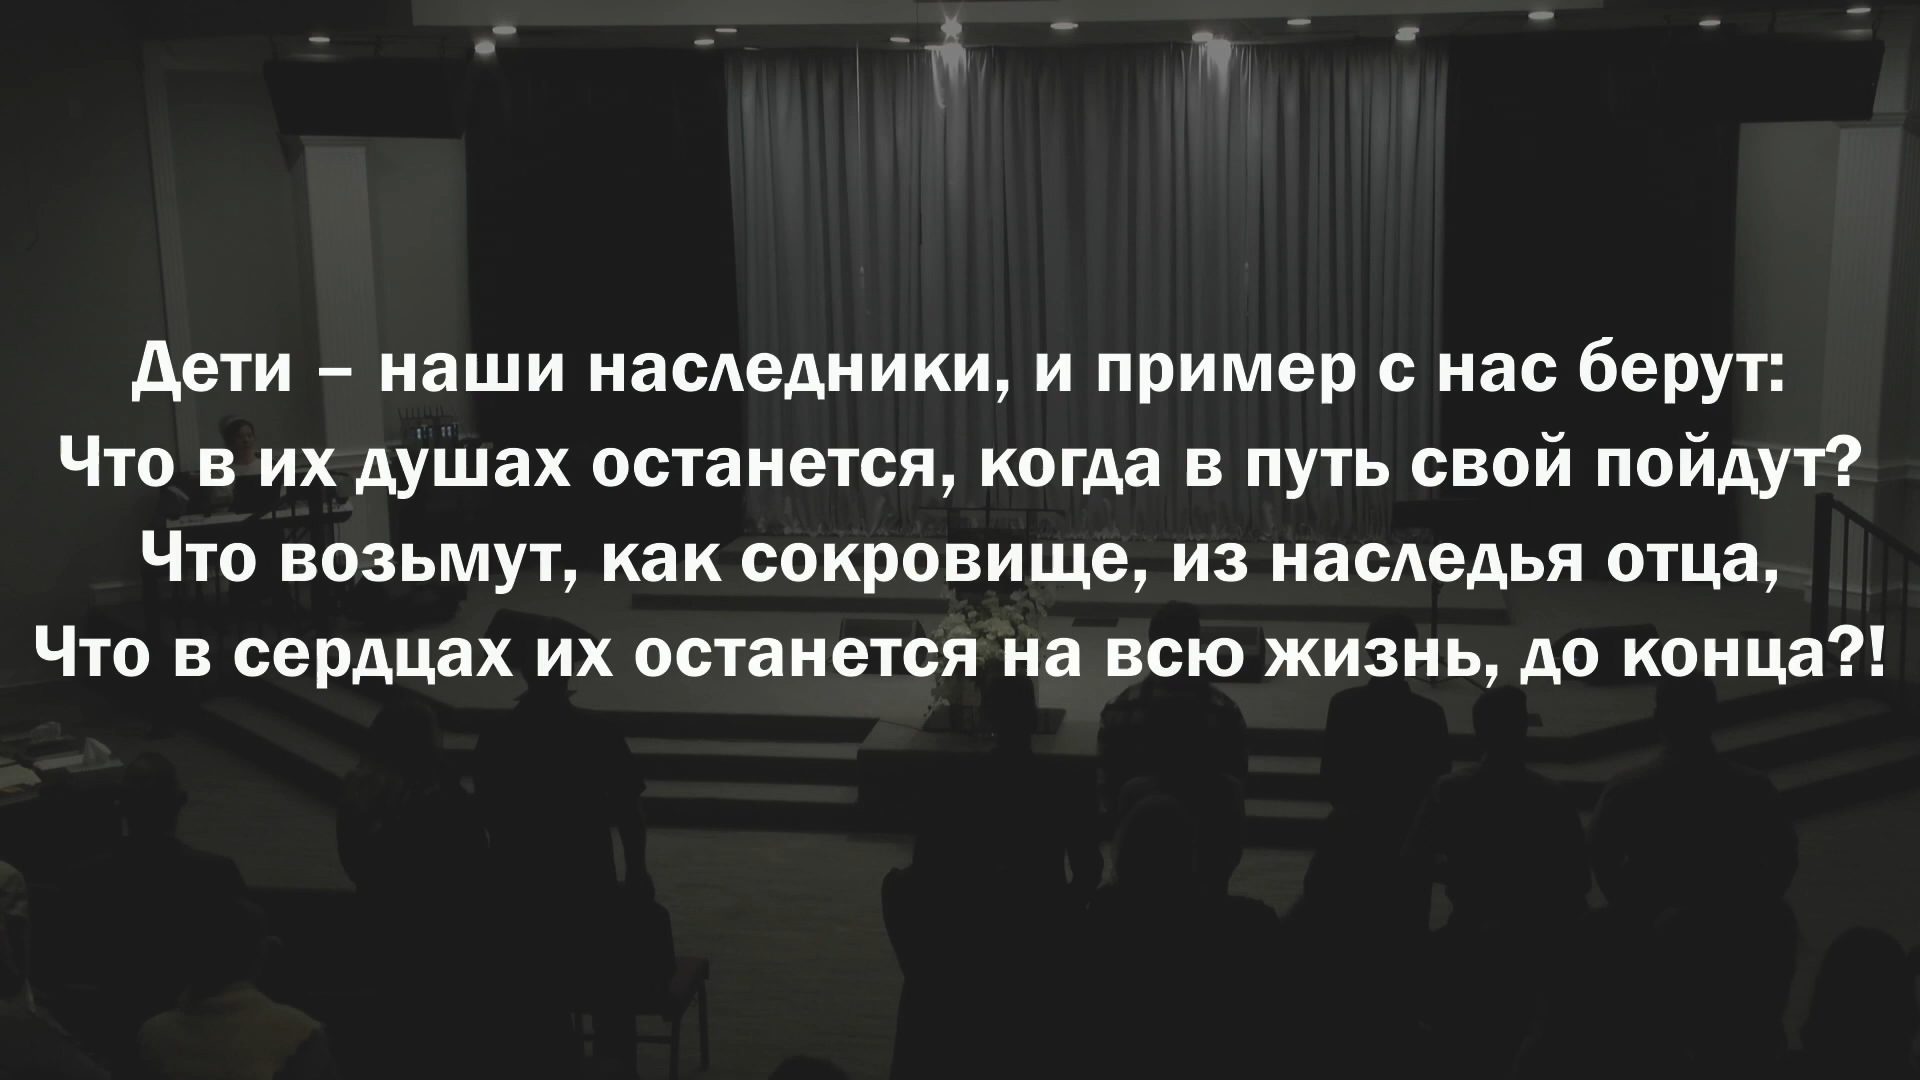 Дети – наши наследники, и пример с нас берут:
Что в их душах останется, когда в путь свой пойдут?
Что возьмут, как сокровище, из наследья отца,
Что в сердцах их останется на всю жизнь, до конца?!